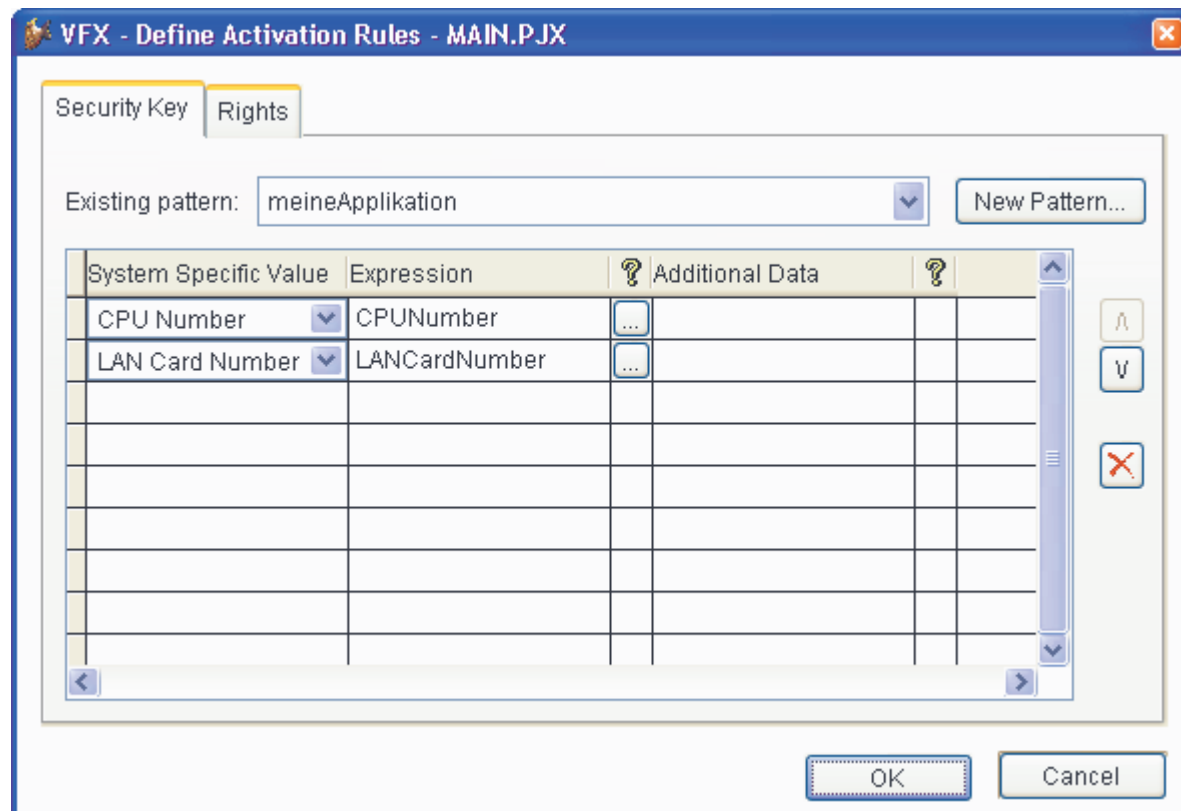 VFX - Define Activation Rules - MAIN.PJX
Security Key Rights
Existing pattern: meineApplikation New Pattern...
System Specific Value Expression ? Additional Data ?
CPU Number CPUNumber ...
LAN Card Number LANCardNumber ...
OK Cancel